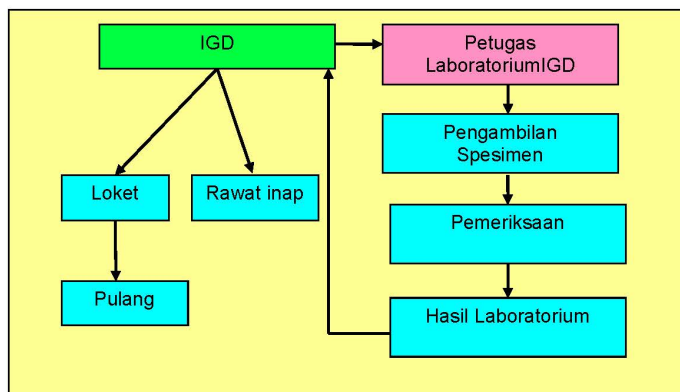 IGD
Petugas
LaboratoriumIGD
Pengambilan
Spesimen
Loket
Rawat inap
Pemeriksaan
Pulang
Hasil Laboratorium